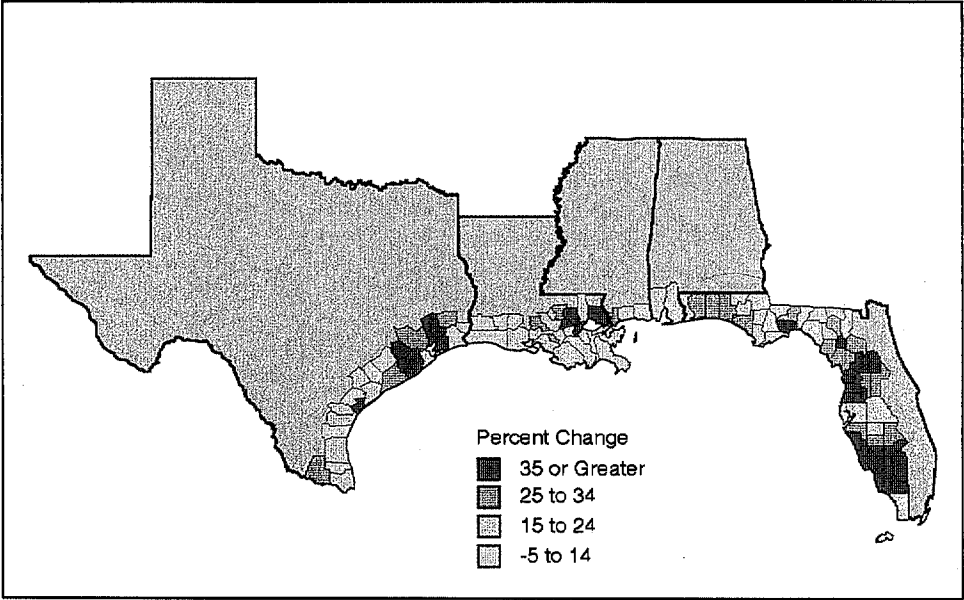 Percent Change
35 or Greater
25 to 34
15 to 24
-5 to 14